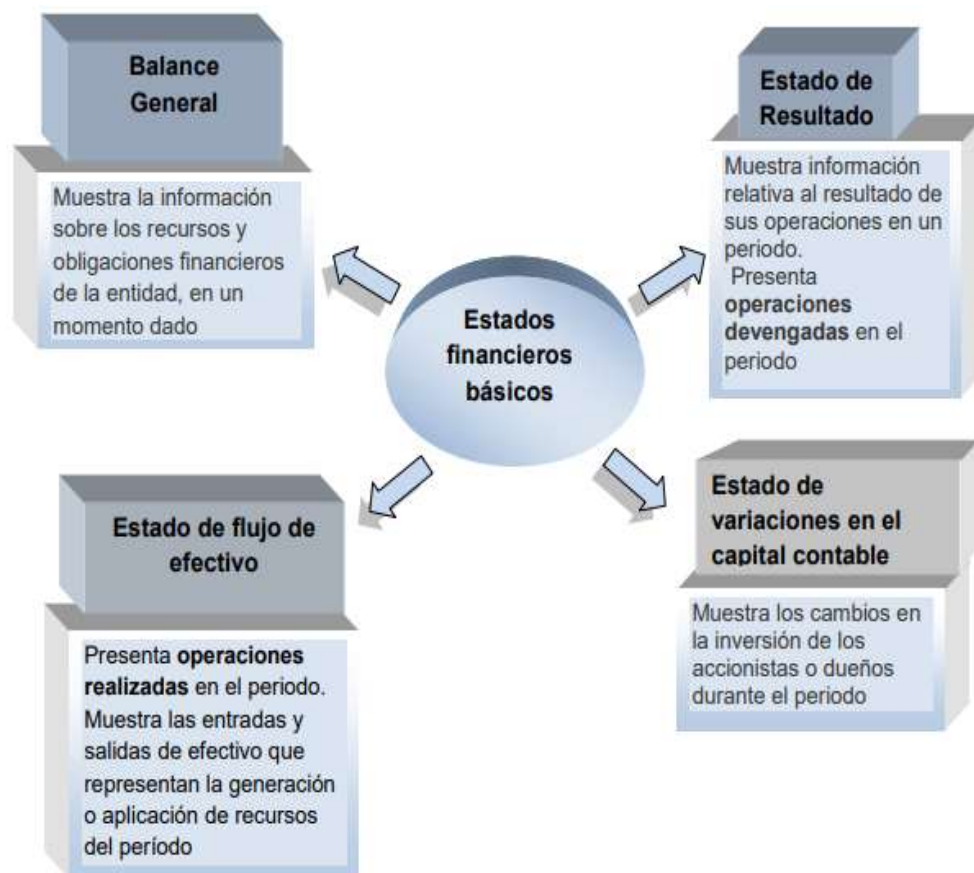 Balance
General
Muestra la información
sobre los recursos y
obligaciones financieros
de la entidad, en un
momento dado
Estado de
Resultado
Muestra información
relativa al resultado de
sus operaciones en un
periodo.
Presenta
operaciones
devengadas en el
periodo
Estados
financieros
básicos
Estado de flujo de
efectivo
Presenta operaciones
realizadas en el periodo.
Muestra las entradas y
salidas de efectivo que
representan la generación
o aplicación de recursos
del período
Estado de
variaciones en el
capital contable
Muestra los cambios en
la inversión de los
accionistas o dueños
durante el periodo